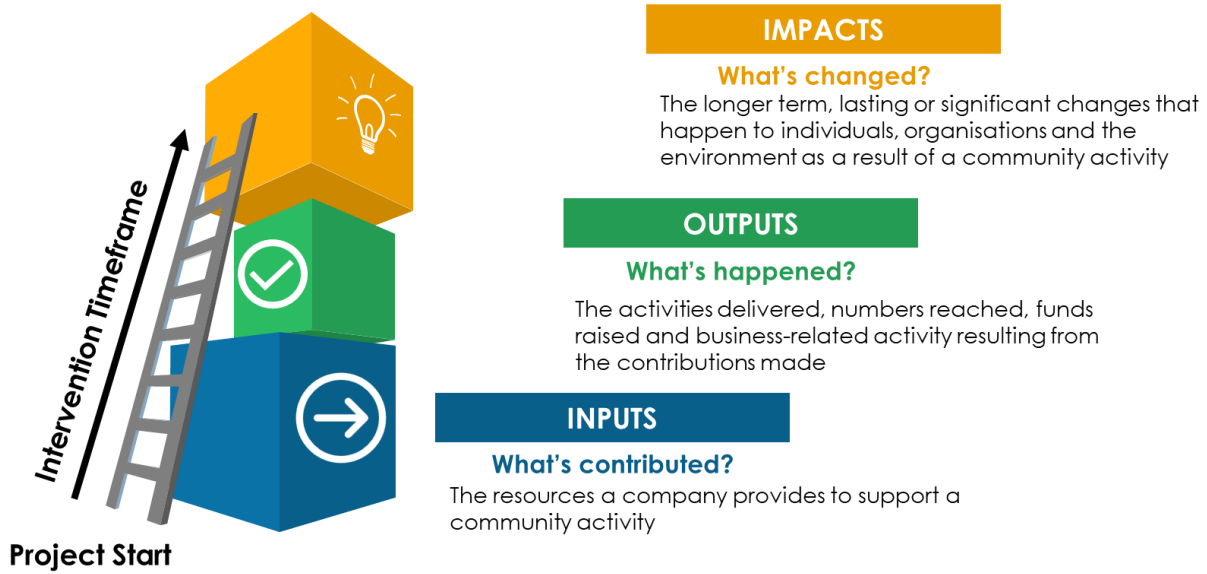 IMPACTS
What's changed?
The longer term, lasting or significant changes that
happen to individuals, organisations and the
environment as a result of a community activity
OUTPUTS
What's happened?
The activities delivered, numbers reached, funds
raised and business-related activity resulting from
the contributions made
INPUTS
What's contributed?
The resources a company provides to support a
community activity
Intervention Timeframe
Project Start